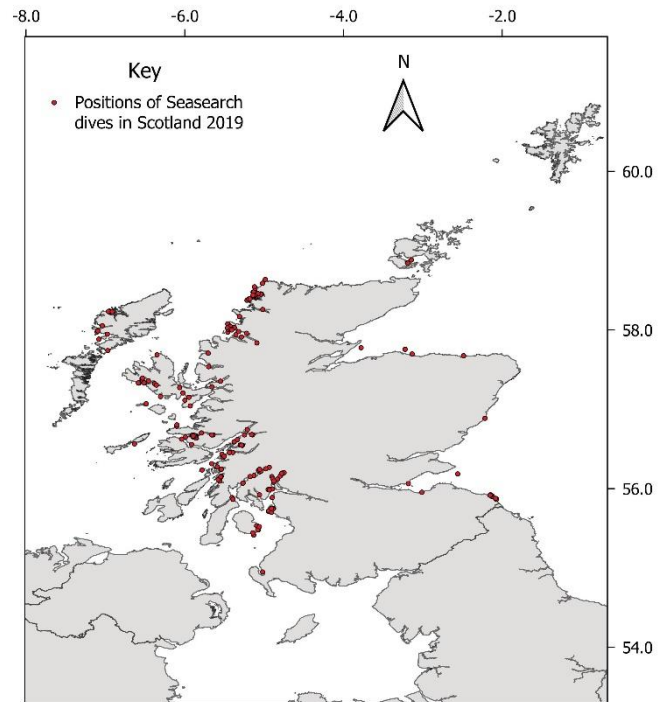 -8.0 -6.0 -4.0 -2.0
Key
N
Positions of Seasearch
dives in Scotland 2019
60.0
58.0
56.0
54.0